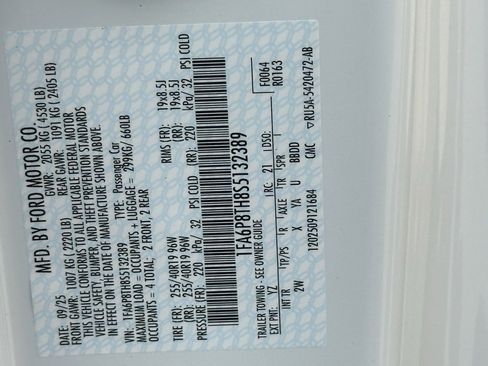 MFD. BY FORD MOTOR CO.
DATE: 09/25 GVWR: 2055 KG ( 4530 LB)
FRONT GAWR: 1007 KG ( 2220 LB) REAR GAWR: 1091 KG ( 2405 LB)
THIS VEHICLE CONFORMS TO ALL APPLICABLE FEDERAL MOTOR
VEHICLE SAFETY, BUMPER, AND THEFT PREVENTION STANDARDS
IN EFFECT ON THE DATE OF MANUFACTURE SHOWN ABOVE.
VIN: 1FA6P8TH8S5132389 TYPE: Passenger Car
MAXIMUM LOAD = OCCUPANTS + LUGGAGE = 299KG/ 660LB
OCCUPANTS = 4 TOTAL, 2 FRONT, 2 REAR
TIRE (FR): 255/40R19 96W RIMS (FR): 19x8.5J
(RR): 255/40R19 96W (RR): 19x8.5J
PRESSURE (FR): 220 kPa/ 32 PSI COLD (RR): 220 kPa/ 32 PSI COLD
1FA6P8TH8S5132389
F0064
R0163
TRAILER TOWING - SEE OWNER GUIDE
EXT PNT: YZ RC: 21 DSO:
INT TR TP/PS R AXLE TR SPR
2W X YA U BBDD
1202509121684 CMC ▽RU5A-5420472-AB